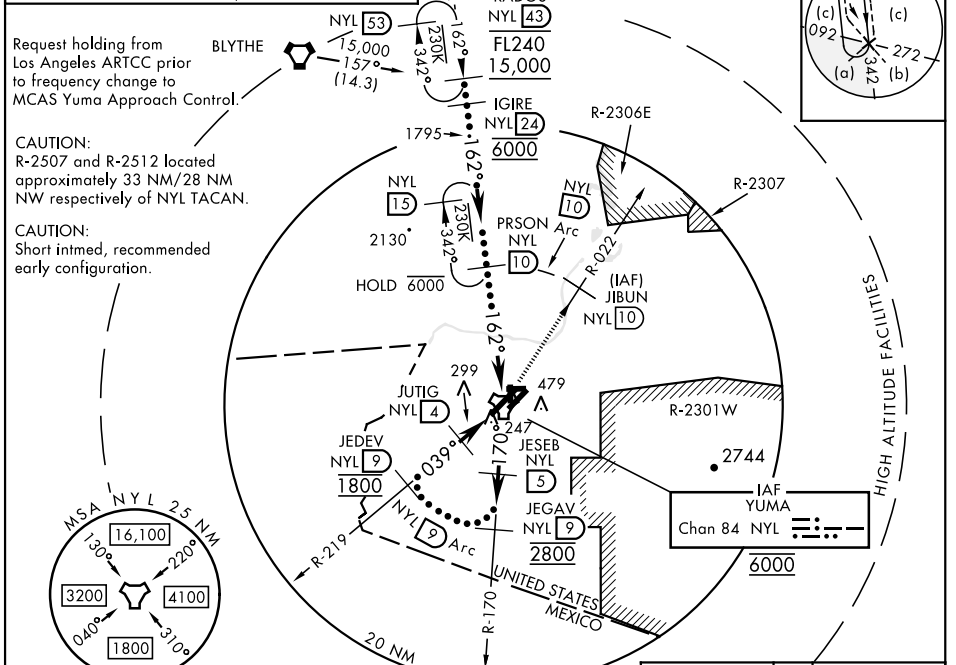 NYL 53
15,000
157°
(14.3)
BLYTHE
162°
230K
342°
NYL 43
FL240
15,000
(c)
(c)
092
272
(a)
(b)
342
Request holding from
Los Angeles ARTCC prior
to frequency change to
MCAS Yuma Approach Control.
IGIRE
NYL 24
6000
1795
R-2306E
CAUTION:
R-2507 and R-2512 located
approximately 33 NM/28 NM
NW respectively of NYL TACAN.
162°
NYL
15
230K
342°
2130
PRSON
NYL
10
NYL
10
Arc
R-2307
CAUTION:
Short intmd, recommended
early configuration.
HOLD 6000
R-022
(IAF)
JIBUN
NYL 10
162°
HIGH ALTITUDE FACILITIES
299
479
JUTIG
NYL 4
247
R-2301W
JEDEV
NYL 9
1800
039°
170°
JESEB
NYL
5
2744
JEGAV
NYL 9
2800
NYL
9 Arc
IAF
YUMA
Chan 84 NYL
6000
R-219
R-170
UNITED STATES
MEXICO
20 NM
MSA NYL 25 NM
16,100
130°
220°
3200
4100
040°
310°
1800